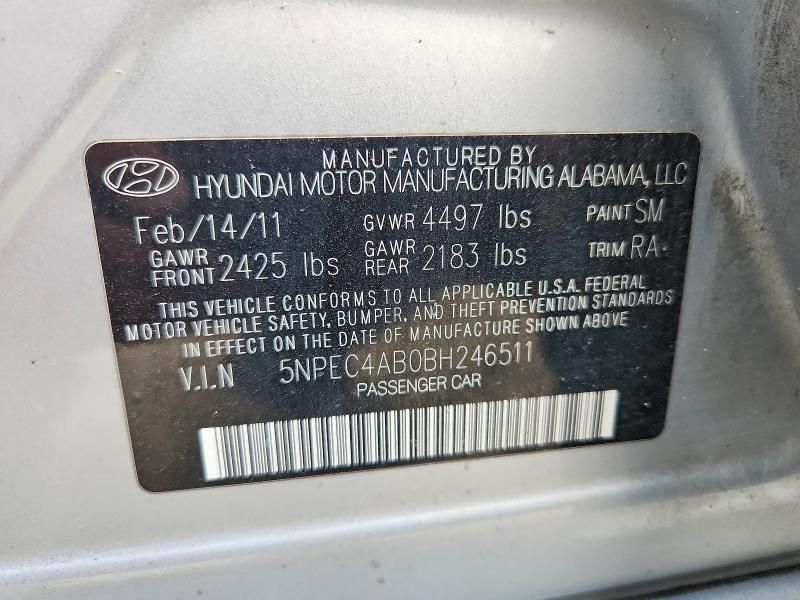 MANUFACTURED BY
HYUNDAI MOTOR MANUFACTURING ALABAMA, LLC
Feb/14/11 GVWR 4497 lbs PAINT SM
GAWR FRONT 2425 lbs GAWR REAR 2183 lbs TRIM RA
THIS VEHICLE CONFORMS TO ALL APPLICABLE U.S.A. FEDERAL
MOTOR VEHICLE SAFETY, BUMPER, AND THEFT PREVENTION STANDARDS
IN EFFECT ON THE DATE OF MANUFACTURE SHOWN ABOVE
V.I.N 5NPEC4AB0BH246511
PASSENGER CAR